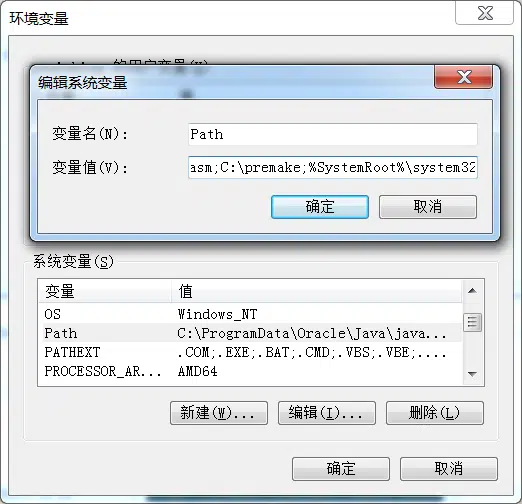 环境变量
的用户变量(U)
编辑系统变量
变量名(N): Path
变量值(V): asm;C:\premake;%SystemRoot%\system32
确定 取消
系统变量(S)
变量 值
OS Windows_NT
Path C:\ProgramData\Oracle\Java\java...
PATHEXT .COM;.EXE;.BAT;.CMD;.VBS;.VBE;....
PROCESSOR_AR... AMD64
新建(W)... 编辑(I)... 删除(L)
确定 取消